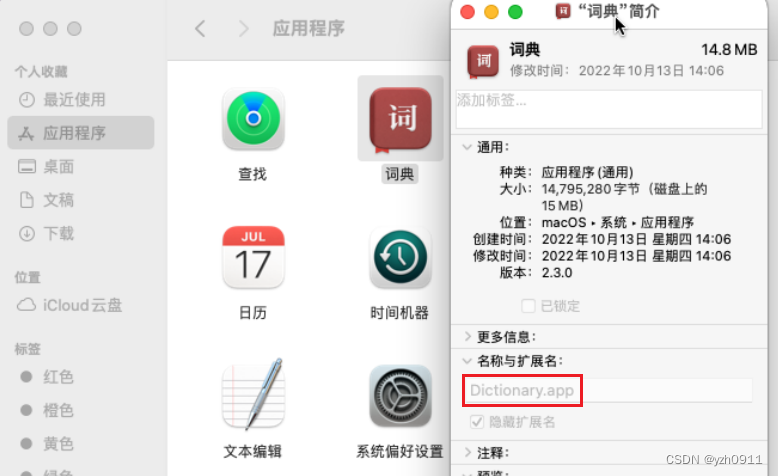 应用程序
个人收藏
最近使用
应用程序
桌面
文稿
下载
位置
iCloud云盘
标签
红色
橙色
黄色
绿色
查找
词
词典
JUL
17
日历
时间机器
文本编辑
系统偏好设置
“词典”简介
词
词典
14.8 MB
修改时间：2022年10月13日 14:06
添加标签...
通用：
种类：应用程序（通用）
大小：14,795,280 字节（磁盘上的
15 MB）
位置：macOS ▸ 系统 ▸ 应用程序
创建时间：2022年10月13日 星期四 14:06
修改时间：2022年10月13日 星期四 14:06
版本：2.3.0
已锁定
更多信息：
名称与扩展名：
Dictionary.app
隐藏扩展名
注释：
预览：
CSDN @yzh0911